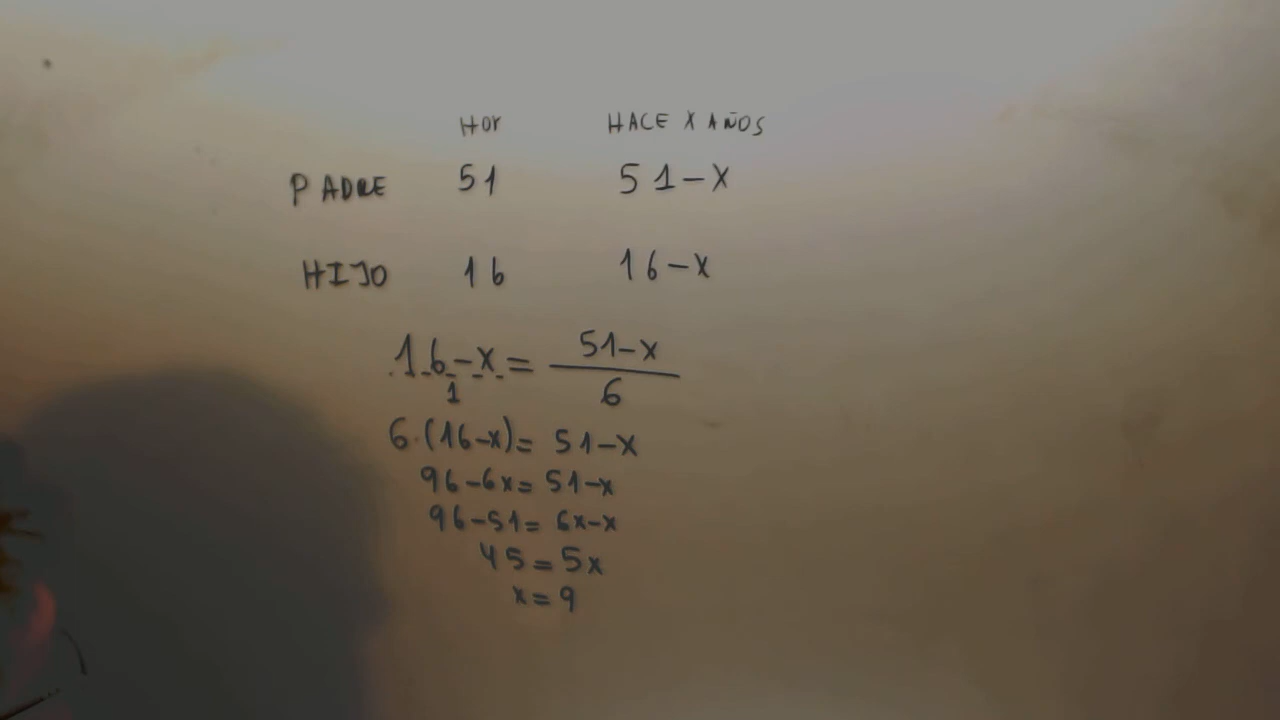 HOY HACE X AÑOS
PADRE 51 51-X
HIJO 16 16-X
16-x/1 = 51-x/6
6·(16-x)= 51-x
96-6x= 51-x
96-51= 6x-x
45=5x
x=9